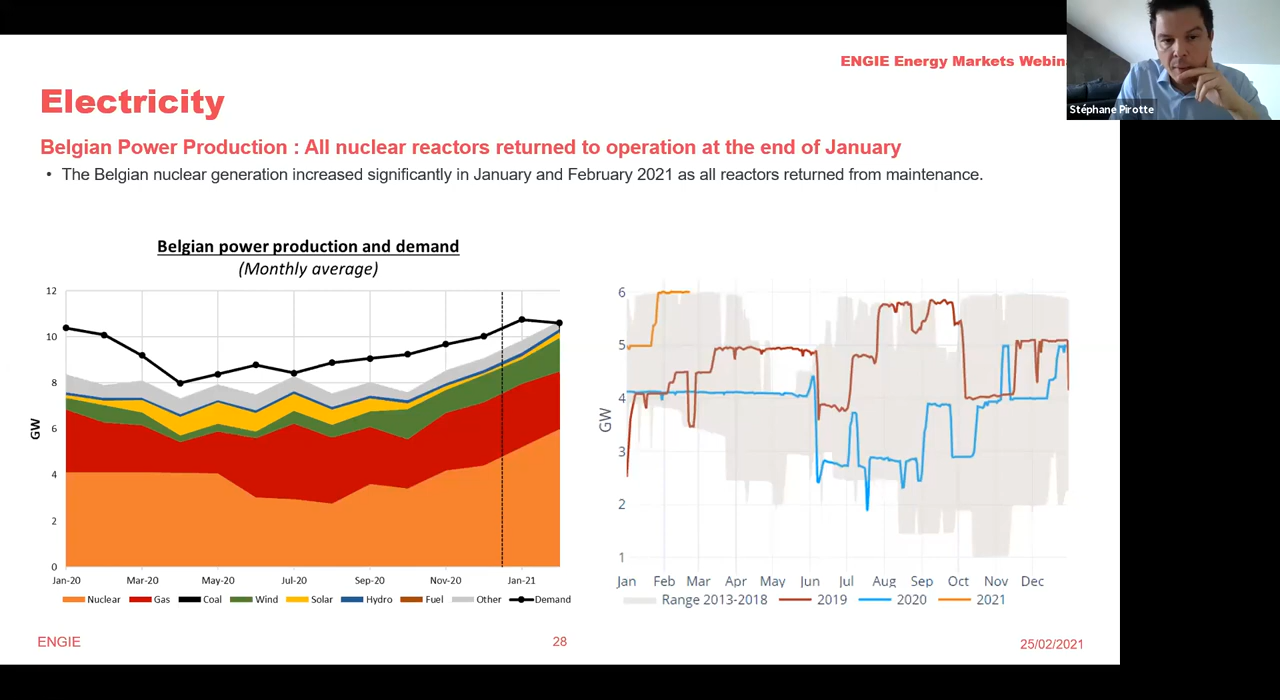 ENGIE Energy Markets Webin
Stéphane Pirotte
Electricity
Belgian Power Production : All nuclear reactors returned to operation at the end of January
• The Belgian nuclear generation increased significantly in January and February 2021 as all reactors returned from maintenance.
Belgian power production and demand
(Monthly average)
12
10
8
6
4
2
0
GW
Jan-20 Mar-20 May-20 Jul-20 Sep-20 Nov-20 Jan-21
Nuclear Gas Coal Wind Solar Hydro Fuel Other Demand
6
5
4
3
2
1
GW
Jan Feb Mar Apr May Jun Jul Aug Sep Oct Nov Dec
Range 2013-2018 2019 2020 2021
ENGIE 28 25/02/2021